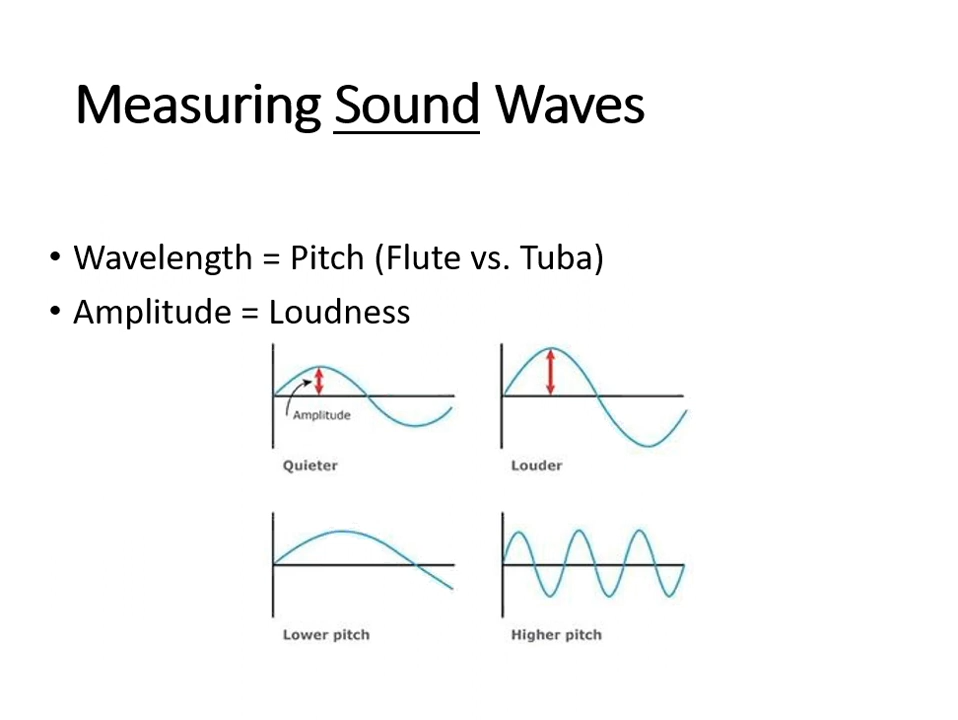 Measuring Sound Waves
• Wavelength = Pitch (Flute vs. Tuba)
• Amplitude = Loudness
Amplitude
Quieter
Louder
Lower pitch
Higher pitch